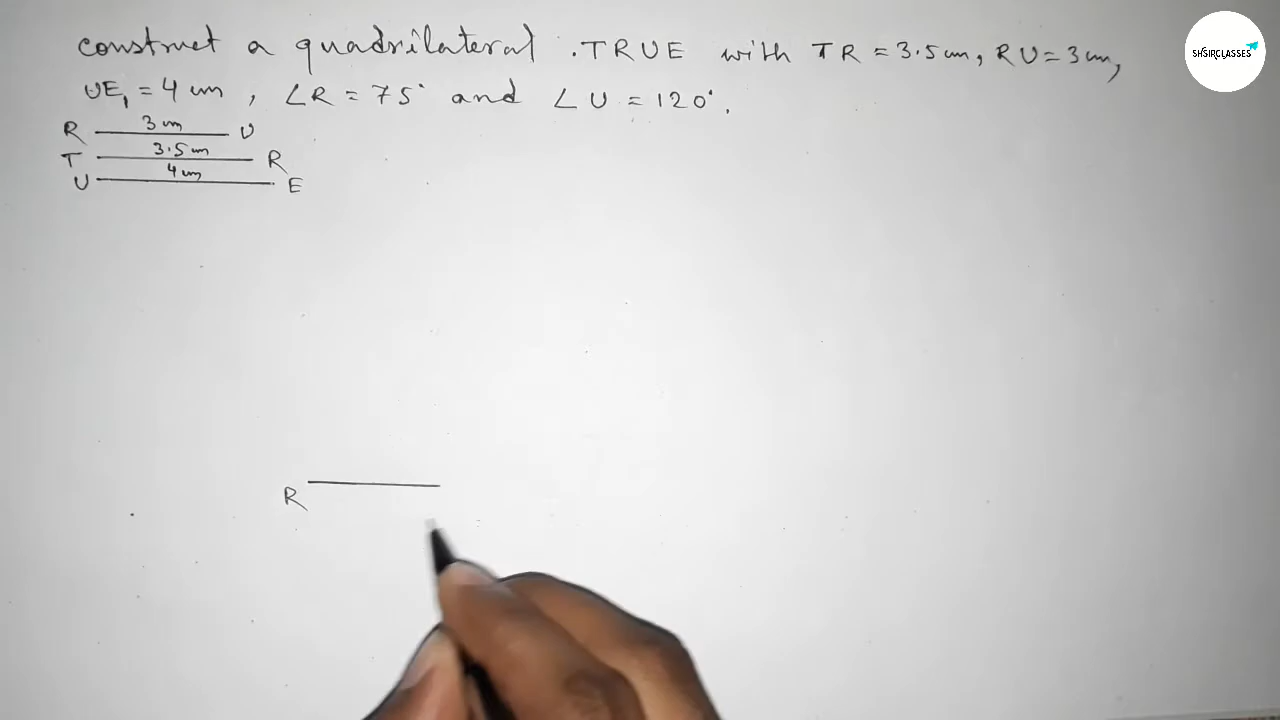 construct a quadrilateral .TRUE with TR = 3.5 cm, RU = 3 cm,
UE, = 4 cm , ∠R = 75° and ∠U = 120°.
R 3 cm U
T 3.5 cm R
U 4 cm E
R
SHSIRCLASSES